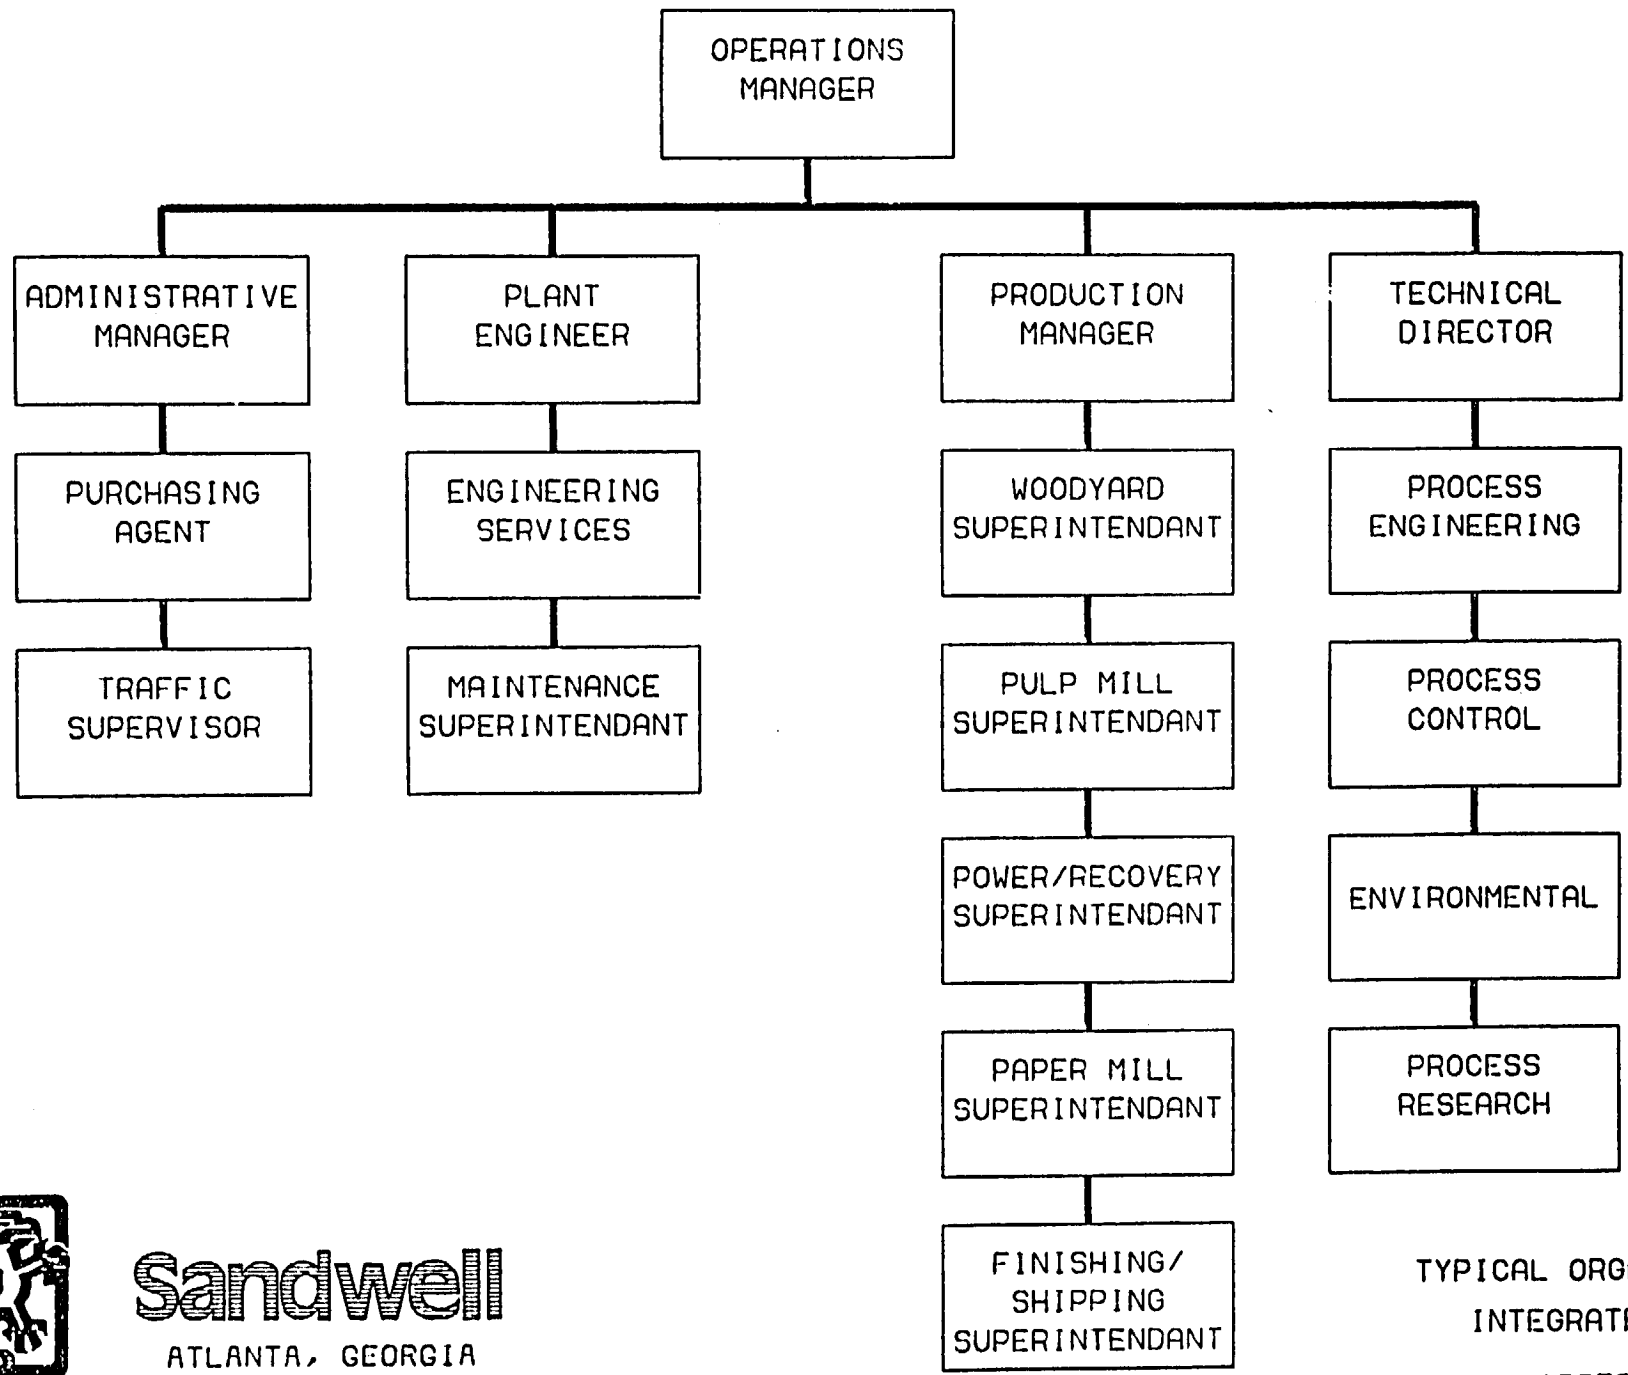 OPERATIONS
MANAGER
ADMINISTRATIVE
MANAGER
PURCHASING
AGENT
TRAFFIC
SUPERVISOR
PLANT
ENGINEER
ENGINEERING
SERVICES
MAINTENANCE
SUPERINTENDANT
PRODUCTION
MANAGER
WOODYARD
SUPERINTENDANT
PULP MILL
SUPERINTENDANT
POWER/RECOVERY
SUPERINTENDANT
PAPER MILL
SUPERINTENDANT
FINISHING/
SHIPPING
SUPERINTENDANT
TECHNICAL
DIRECTOR
PROCESS
ENGINEERING
PROCESS
CONTROL
ENVIRONMENTAL
PROCESS
RESEARCH
Sandwell
ATLANTA, GEORGIA
TYPICAL